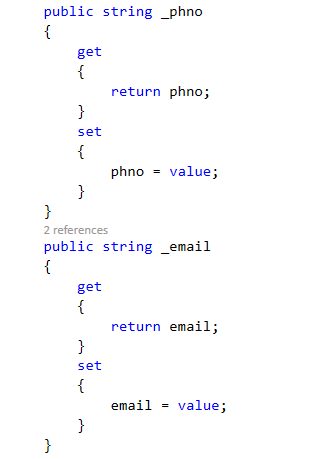 public string _phno
{
get
{
return phno;
}
set
{
phno = value;
}
}
2 references
public string _email
{
get
{
return email;
}
set
{
email = value;
}
}